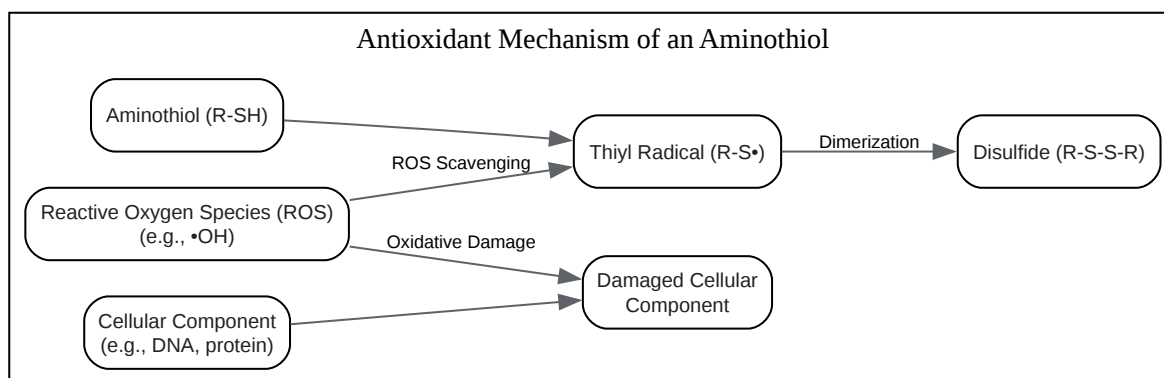 Antioxidant Mechanism of an Aminothiol
Aminothiol (R-SH)
Thiyl Radical (R-S•)
Dimerization
Disulfide (R-S-S-R)
ROS Scavenging
Reactive Oxygen Species (ROS)
(e.g., •OH)
Oxidative Damage
Damaged Cellular
Component
Cellular Component
(e.g., DNA, protein)